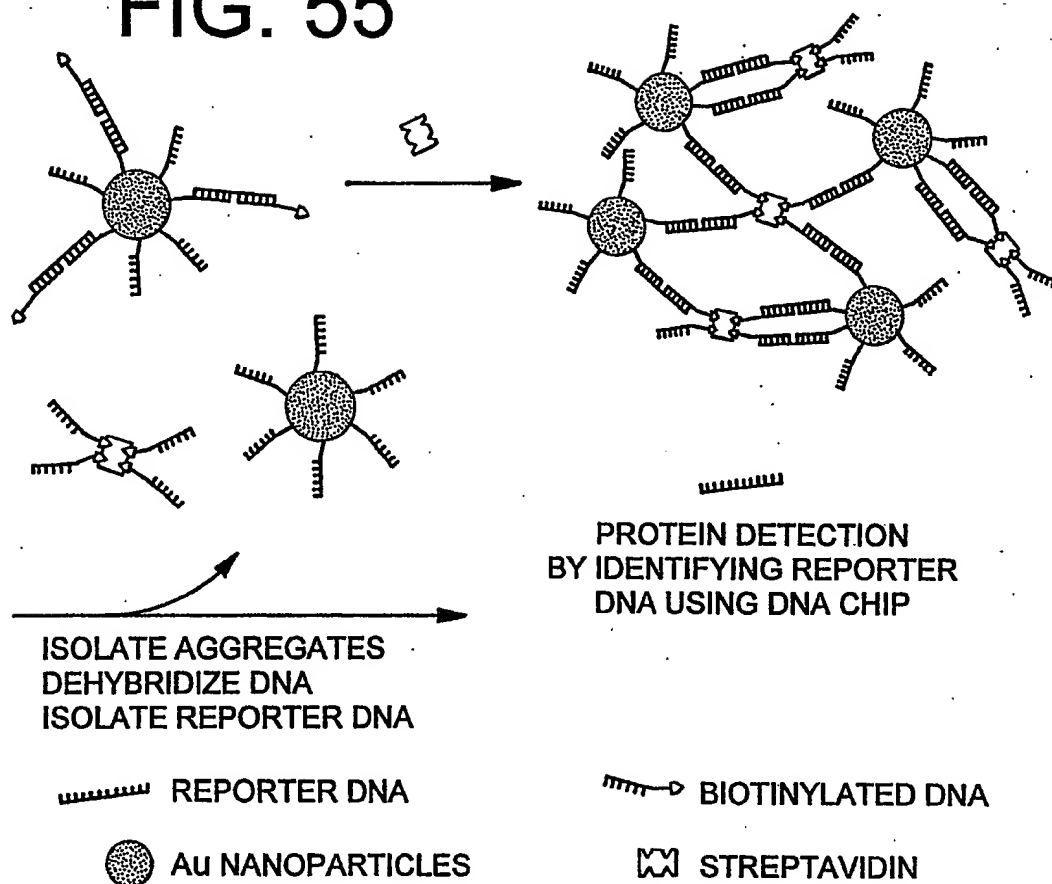 FIG. 55
PROTEIN DETECTION
BY IDENTIFYING REPORTER
DNA USING DNA CHIP
ISOLATE AGGREGATES
DEHYBRIDIZE DNA
ISOLATE REPORTER DNA
REPORTER DNA
BIOTINYLATED DNA
Au NANOPARTICLES
STREPTAVIDIN